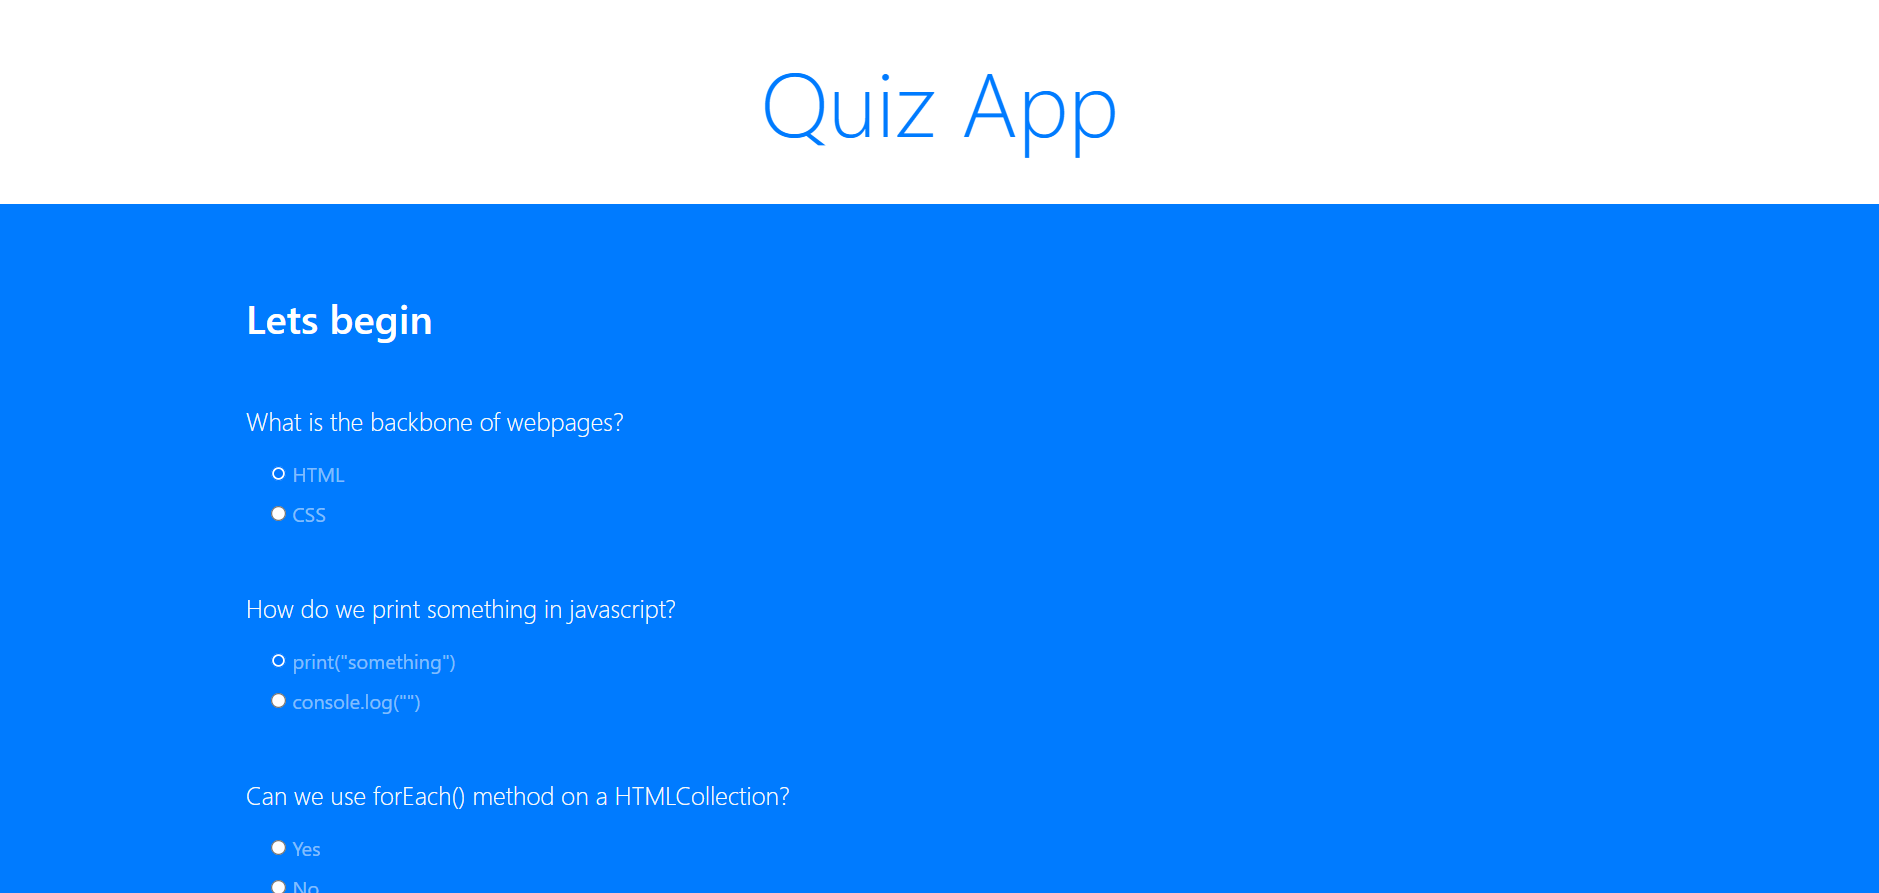 Quiz App
Lets begin
What is the backbone of webpages?
HTML
CSS
How do we print something in javascript?
print("something")
console.log("")
Can we use forEach() method on a HTMLCollection?
Yes
No